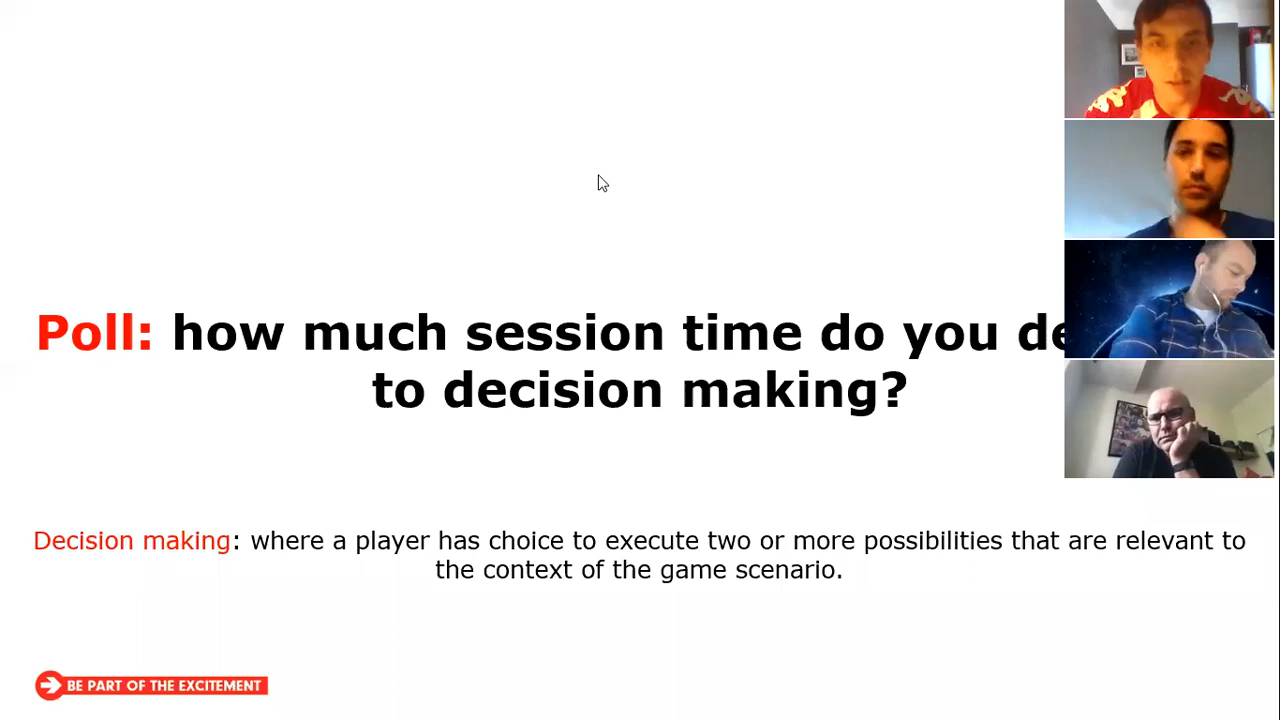 Poll: how much session time do you
to decision making?
Decision making: where a player has choice to execute two or more possibilities that are relevant to
the context of the game scenario.
BE PART OF THE EXCITEMENT